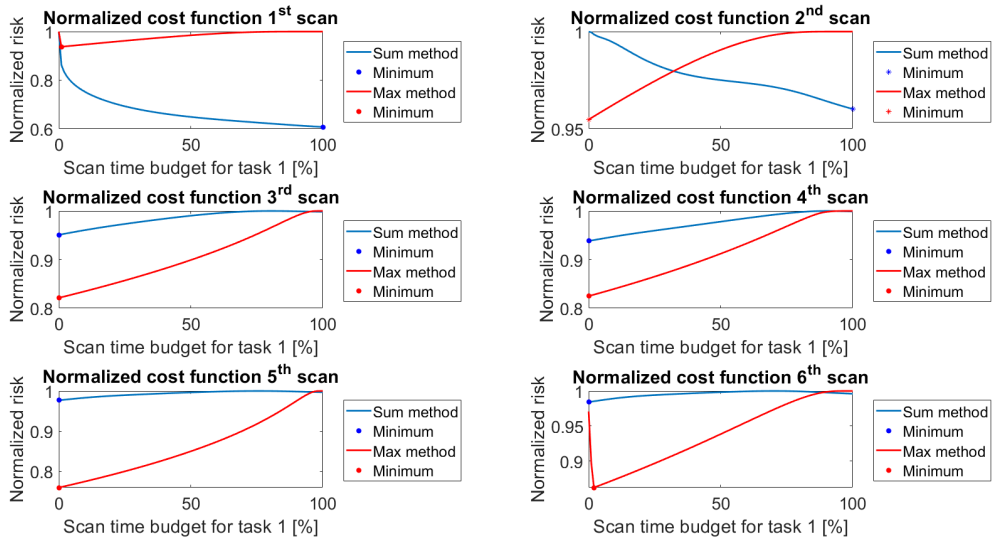 Normalized cost function 1st scan
Normalized risk
1
0.8
0.6
0
50
100
Scan time budget for task 1 [%]
Sum method
Minimum
Max method
Minimum
Normalized cost function 2nd scan
Normalized risk
1
0.95
0
50
100
Scan time budget for task 1 [%]
Sum method
Minimum
Max method
Minimum
Normalized cost function 3rd scan
Normalized risk
1
0.9
0.8
0
50
100
Scan time budget for task 1 [%]
Sum method
Minimum
Max method
Minimum
Normalized cost function 4th scan
Normalized risk
1
0.9
0.8
0
50
100
Scan time budget for task 1 [%]
Sum method
Minimum
Max method
Minimum
Normalized cost function 5th scan
Normalized risk
1
0.9
0.8
0
50
100
Scan time budget for task 1 [%]
Sum method
Minimum
Max method
Minimum
Normalized cost function 6th scan
Normalized risk
1
0.95
0.9
0
50
100
Scan time budget for task 1 [%]
Sum method
Minimum
Max method
Minimum